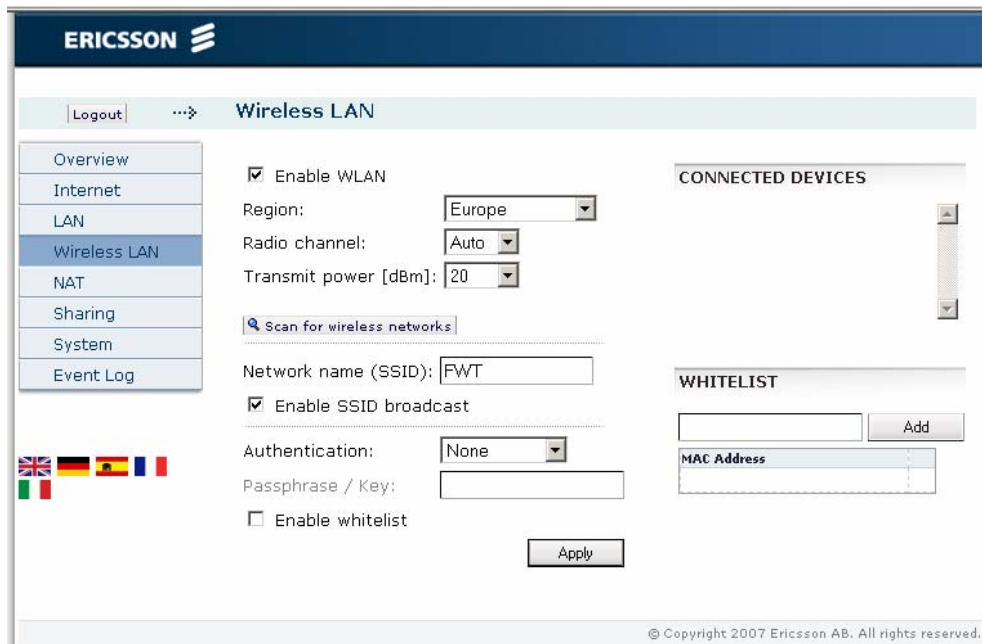 ERICSSON
Logout
Wireless LAN
Overview
Internet
LAN
Wireless LAN
NAT
Sharing
System
Event Log
Enable WLAN
Region: Europe
Radio channel: Auto
Transmit power [dBm]: 20
Scan for wireless networks
Network name (SSID): FWT
Enable SSID broadcast
Authentication: None
Passphrase / Key:
Enable whitelist
Apply
CONNECTED DEVICES
WHITELIST
Add
MAC Address
© Copyright 2007 Ericsson AB. All rights reserved.